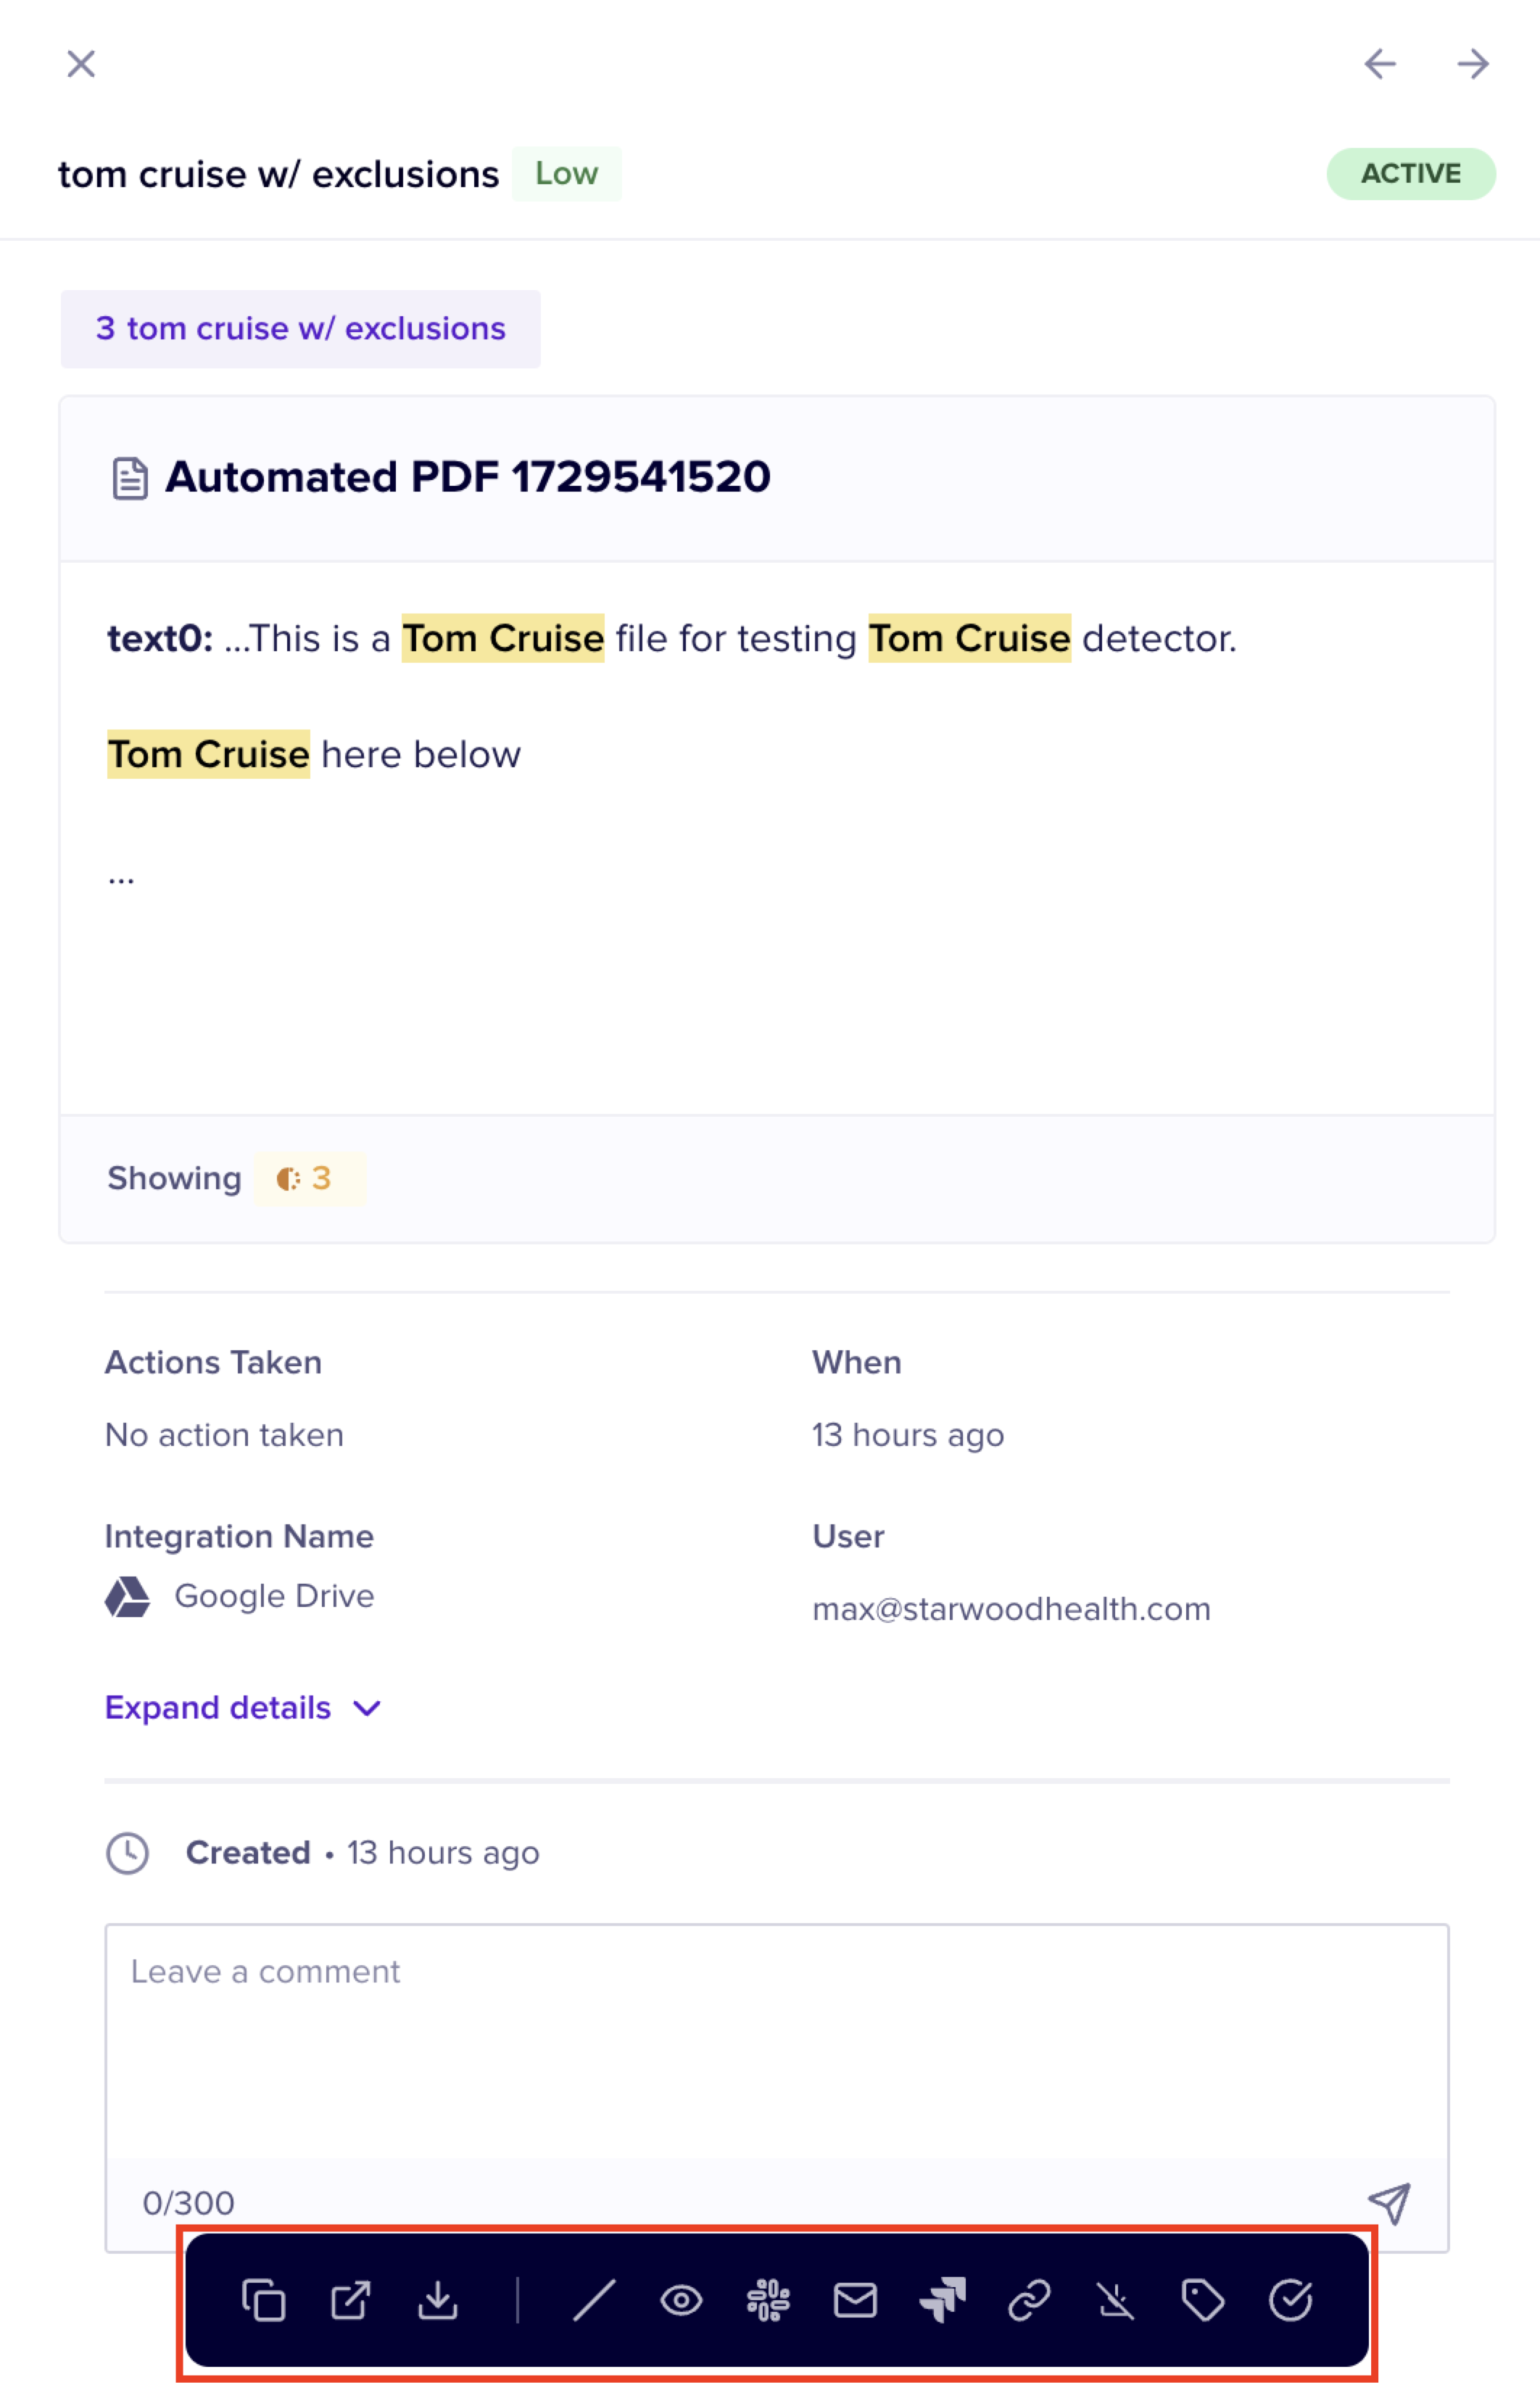 tom cruise w/ exclusions Low ACTIVE
3 tom cruise w/ exclusions
Automated PDF 1729541520
text0: ...This is a Tom Cruise file for testing Tom Cruise detector.
Tom Cruise here below
...
Showing 3
Actions Taken When
No action taken 13 hours ago
Integration Name User
Google Drive max@starwoodhealth.com
Expand details
Created • 13 hours ago
Leave a comment
0/300